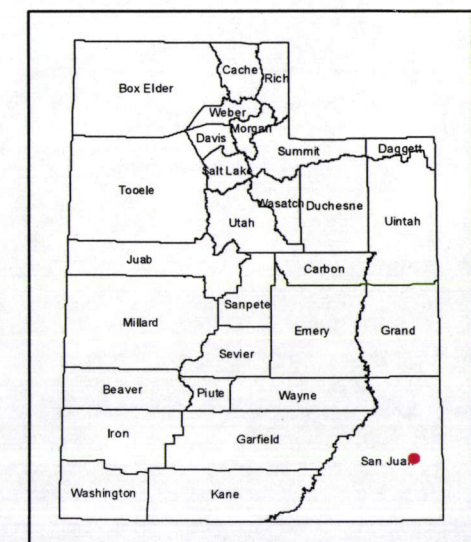 Cache
Rich
Box Elder
Weber
Morgan
Davis
Summit
Daggett
Salt Lake
Tooele
Wasatch
Duchesne
Utah
Uintah
Juab
Carbon
Sanpete
Millard
Emery
Grand
Sevier
Beaver
Piute
Wayne
Iron
Garfield
San Juan
Washington
Kane